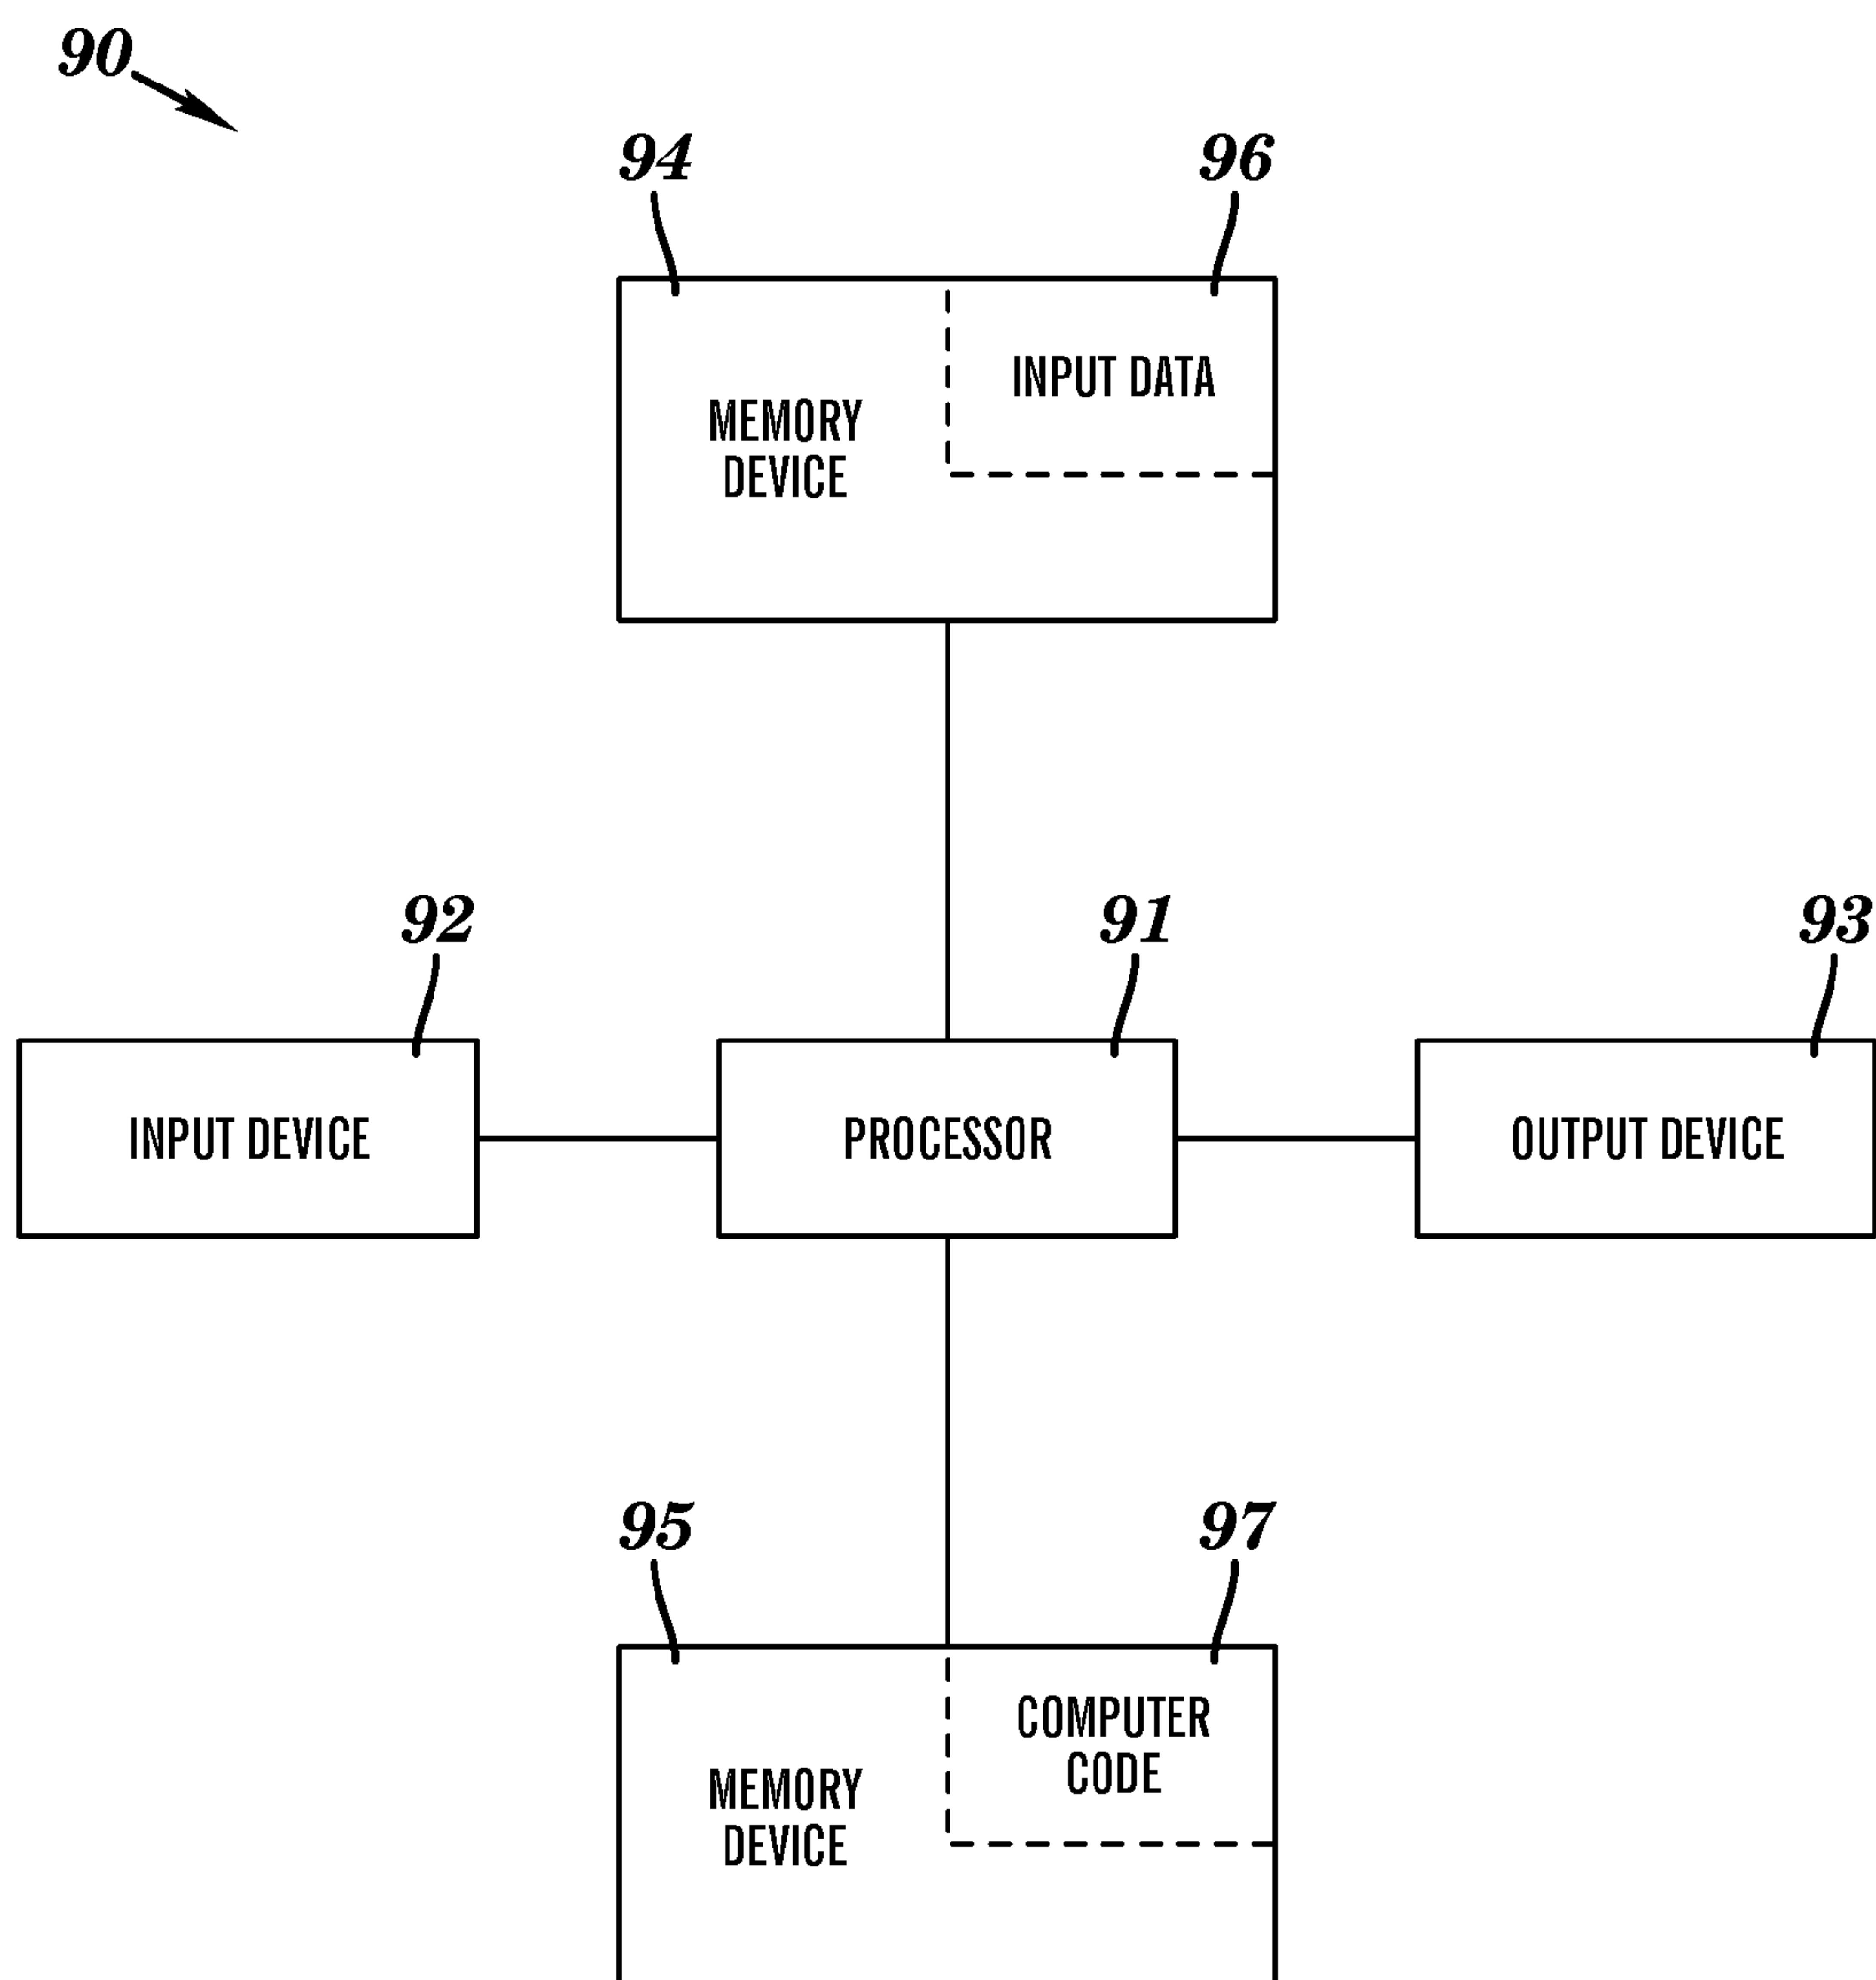 90
94
96
INPUT DATA
MEMORY
DEVICE
92
91
93
INPUT DEVICE
PROCESSOR
OUTPUT DEVICE
95
97
COMPUTER
CODE
MEMORY
DEVICE